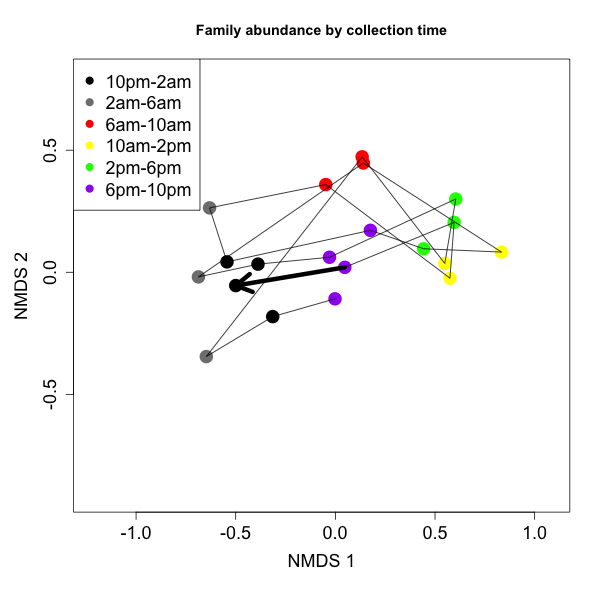 Family abundance by collection time
10pm-2am
2am-6am
6am-10am
10am-2pm
2pm-6pm
6pm-10pm
0.5
0.0
-0.5
NMDS 2
-1.0 -0.5 0.0 0.5 1.0
NMDS 1